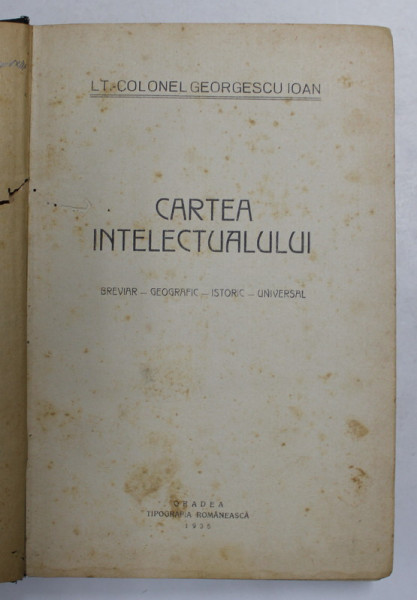 LT.-COLONEL GEORGESCU IOAN
CARTEA
INTELECTUALULUI
BREVIAR — GEOGRAFIC — ISTORIC — UNIVERSAL
ORADEA
TIPOGRAFIA ROMÂNEASCĂ